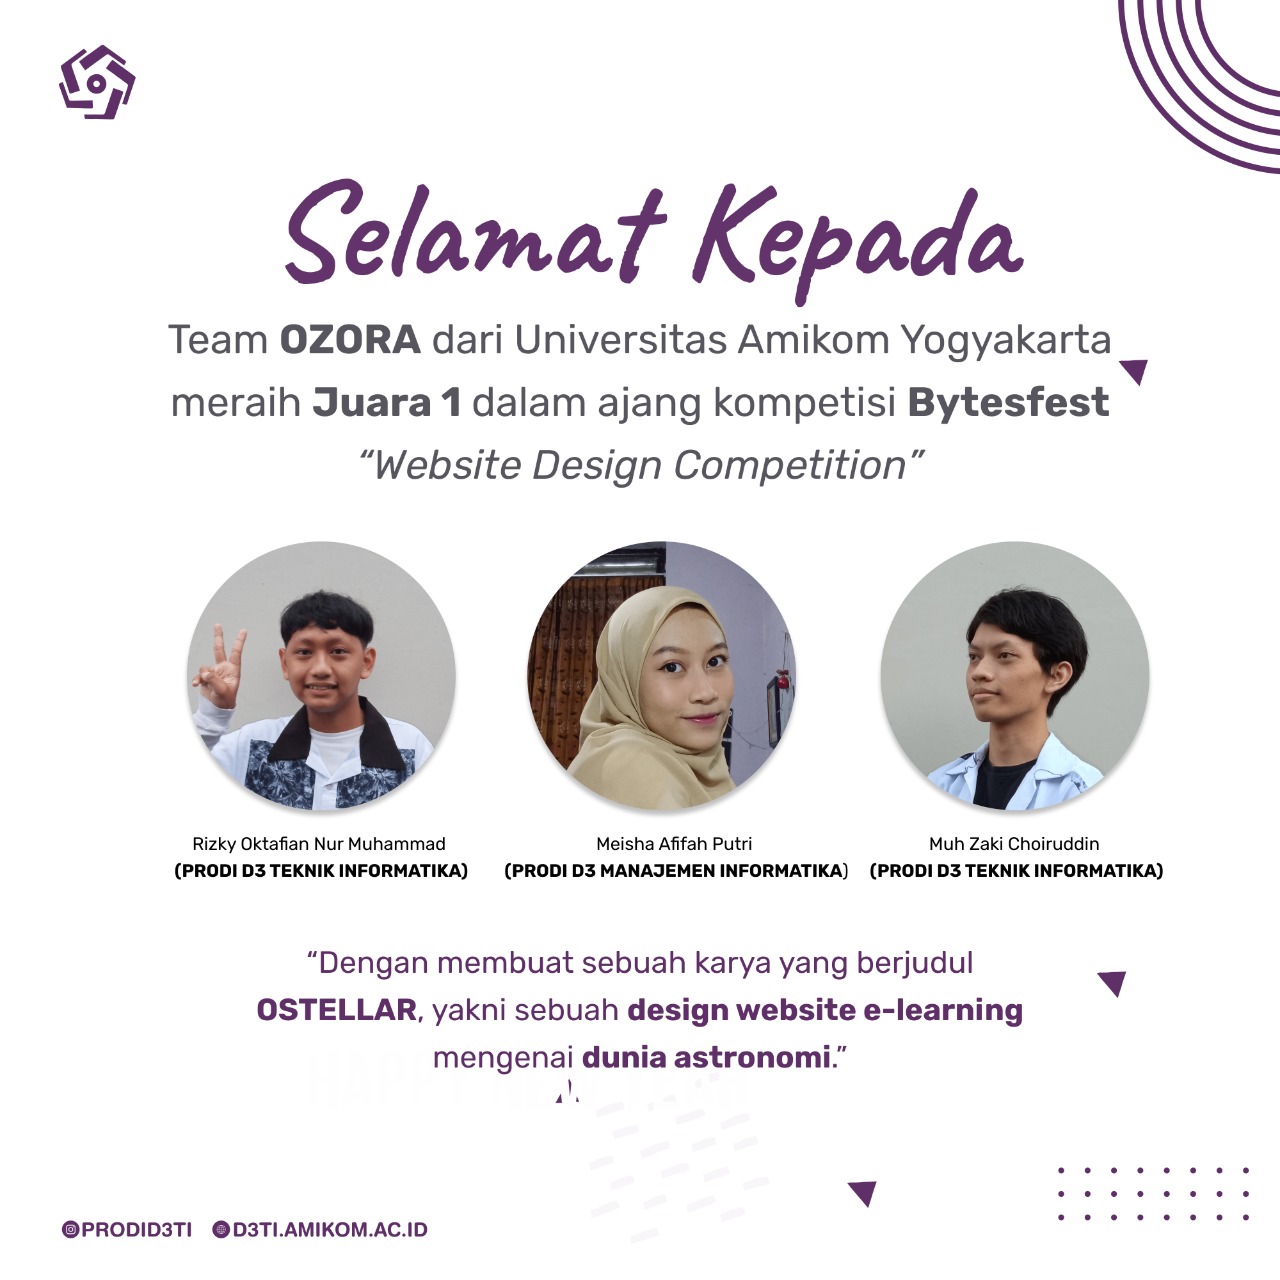 Selamat Kepada
Team OZORA dari Universitas Amikom Yogyakarta
meraih Juara 1 dalam ajang kompetisi Bytesfest
“Website Design Competition”
Rizky Oktafian Nur Muhammad
(PRODI D3 TEKNIK INFORMATIKA)
Meisha Afifah Putri
(PRODI D3 MANAJEMEN INFORMATIKA)
Muh Zaki Choiruddin
(PRODI D3 TEKNIK INFORMATIKA)
“Dengan membuat sebuah karya yang berjudul
OSTELLAR, yakni sebuah design website e-learning
mengenai dunia astronomi.”
PRODID3TI D3TI.AMIKOM.AC.ID